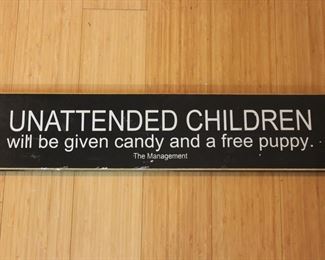 UNATTENDED CHILDREN
will be given candy and a free puppy.
The Management